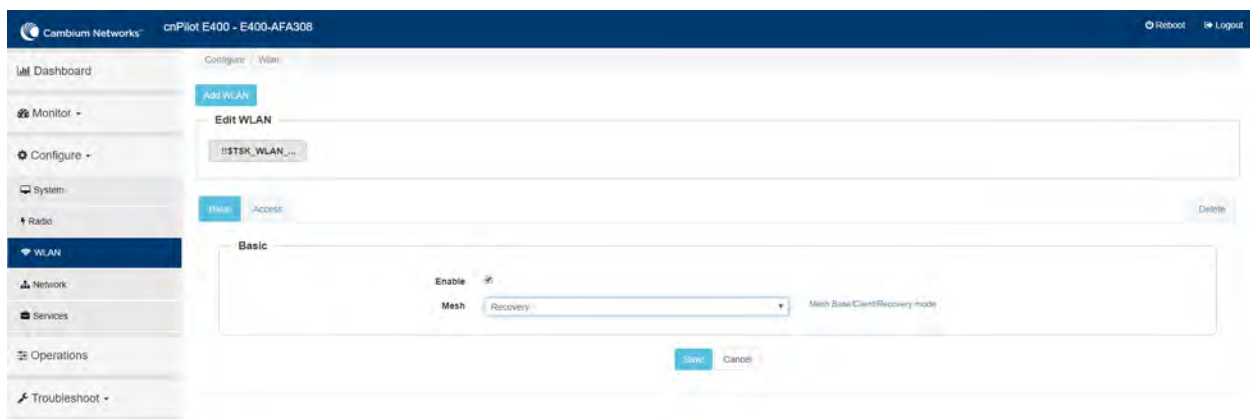 Cambium Networks™
cnPilot E400 - E400-AFA308
Reboot
Logout
Dashboard
Configure / Wlan
Add WLAN
Monitor
Edit WLAN
Configure
!!$TSK_WLAN_...
System
Radio
Basic
Access
Delete
WLAN
Basic
Network
Enable
Mesh
Recovery
Mesh Base/Client/Recovery mode
Services
Operations
Save
Cancel
Troubleshoot